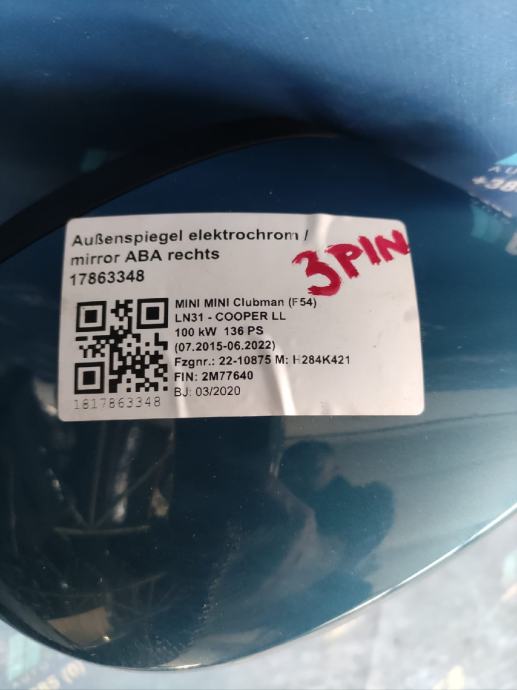 Außenspiegel elektrochrom /
mirror ABA rechts
17863348
3PIN
MINI MINI Clubman (F54)
LN31 - COOPER LL
100 kW 136 PS
(07.2015-06.2022)
Fzgnr.: 22-10875 M: H284K421
FIN: 2M77640
BJ: 03/2020
1817863348